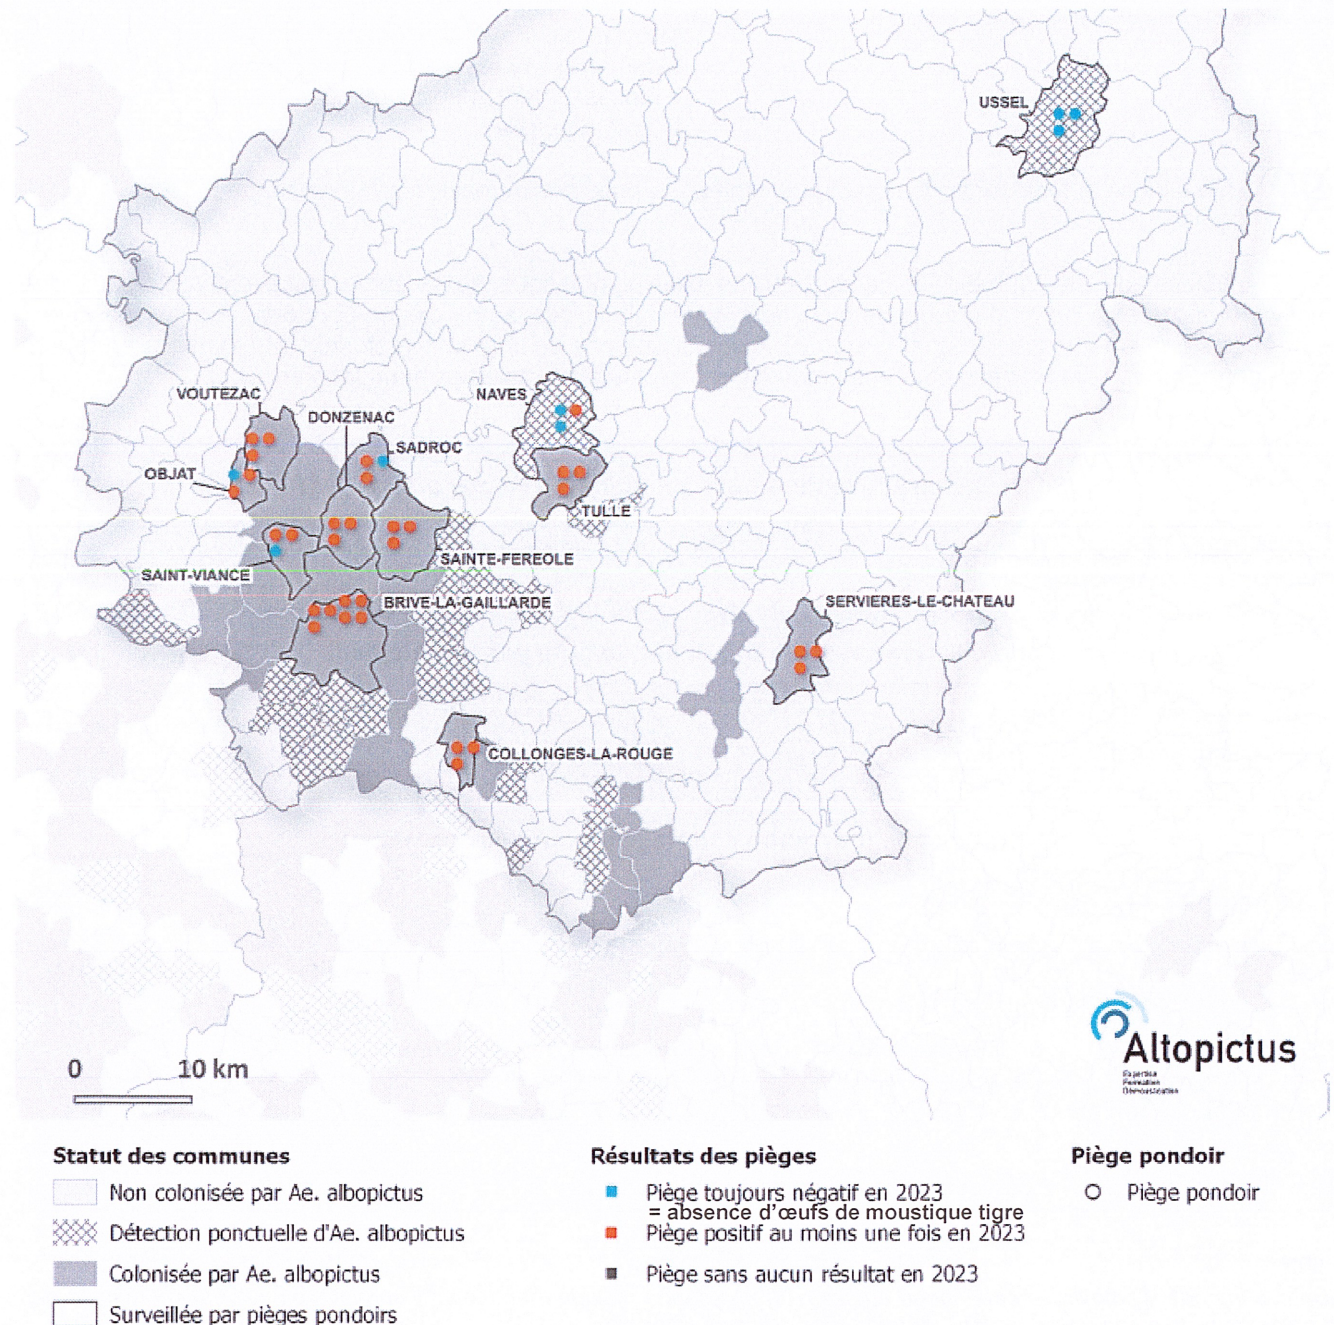 USSEL
VOUTEZAC
NAVES
DONZENAC
SADROC
OBJAT
TULLE
SAINTE-FEREOLE
SAINT-VIANCE
BRIVE-LA-GAILLARDE
SERVIERES-LE-CHATEAU
COLLONGES-LA-ROUGE
0 10 km
Altopictus
Expertise
Formation
Démoustication
Statut des communes
Non colonisée par Ae. albopictus
Détection ponctuelle d'Ae. albopictus
Colonisée par Ae. albopictus
Surveillée par pièges pondoirs
Résultats des pièges
Piège toujours négatif en 2023
= absence d'œufs de moustique tigre
Piège positif au moins une fois en 2023
Piège sans aucun résultat en 2023
Piège pondoir
Piège pondoir